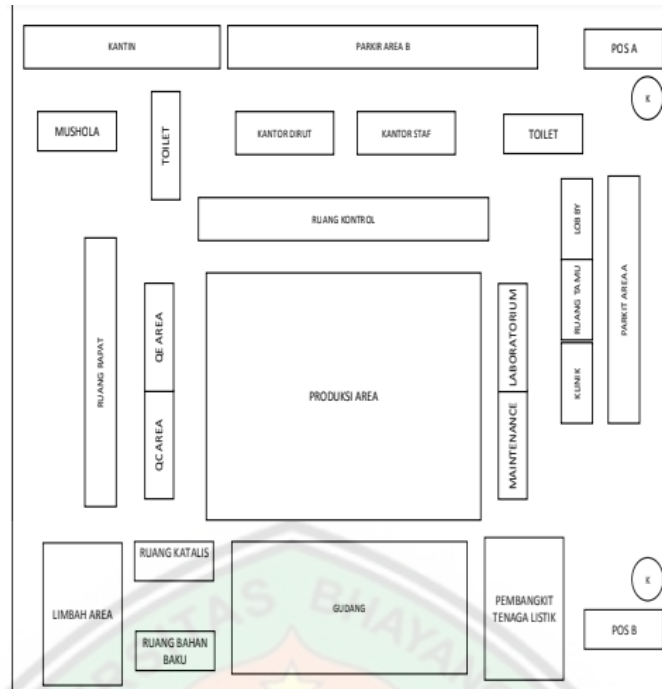 KANTIN
PARKIR AREA B
POS A
K
MUSHOLA
TOILET
KANTOR DIRUT
KANTOR STAF
TOILET
RUANG KONTROL
LOBBY
RUANG TAMU
KLINIK
PARKIT AREA A
RUANG RAPAT
QE AREA
QC AREA
PRODUKSI AREA
LABORATORIUM
MAINTENANCE
LIMBAH AREA
RUANG KATALIS
RUANG BAHAN
BAKU
GUDANG
PEMBANGKIT
TENAGA LISTIK
K
POS B